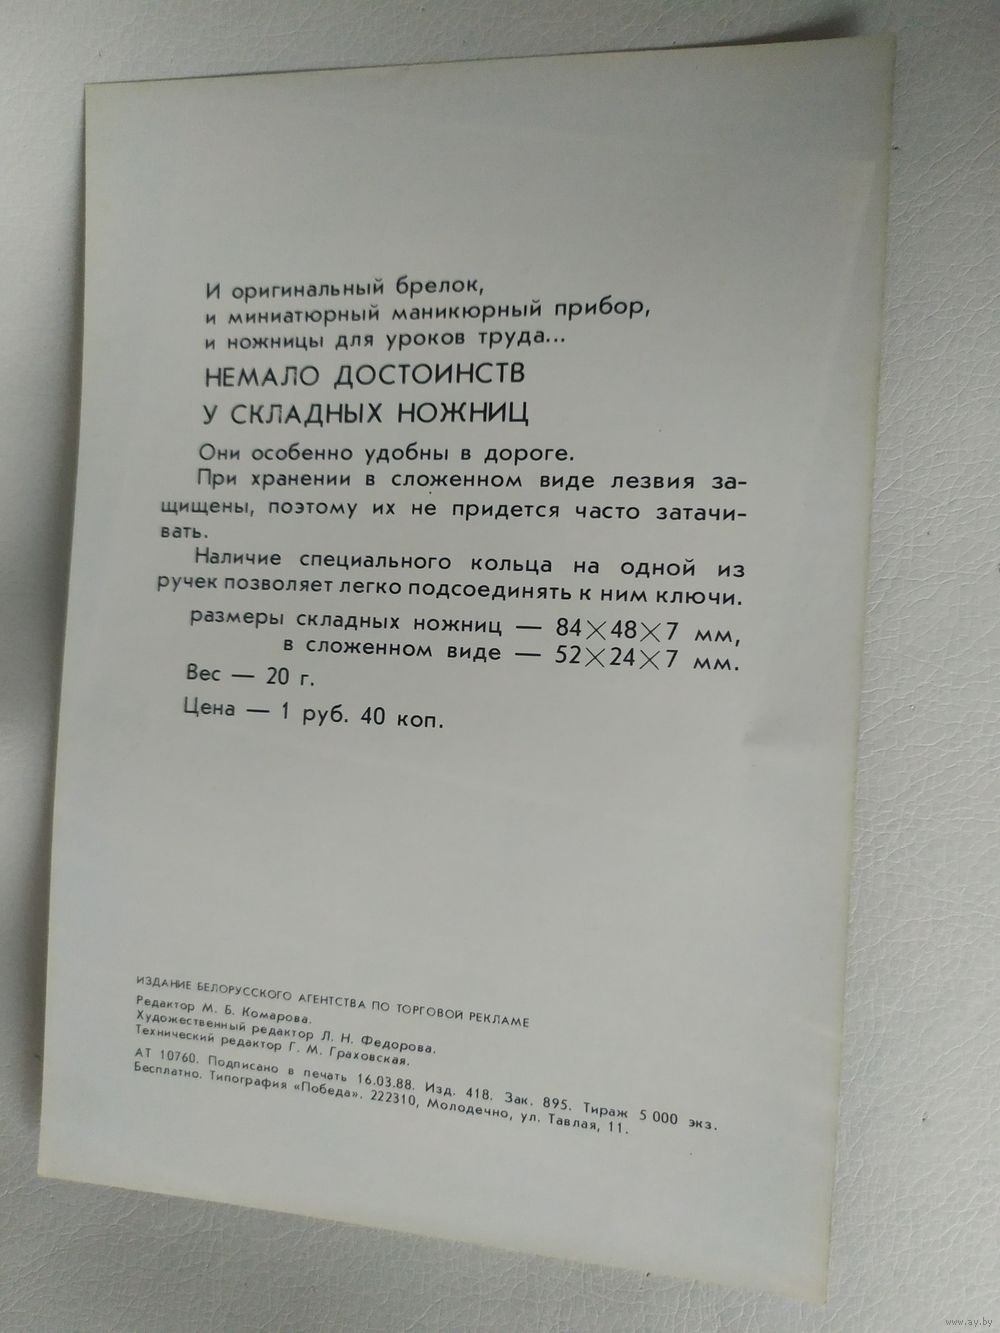 И оригинальный брелок,
и миниатюрный маникюрный прибор,
и ножницы для уроков труда...
НЕМАЛО ДОСТОИНСТВ
У СКЛАДНЫХ НОЖНИЦ
Они особенно удобны в дороге.
При хранении в сложенном виде лезвия за-
щищены, поэтому их не придется часто затачи-
вать.
Наличие специального кольца на одной из
ручек позволяет легко подсоединять к ним ключи.
размеры складных ножниц — 84×48×7 мм,
в сложенном виде — 52×24×7 мм.
Вес — 20 г.
Цена — 1 руб. 40 коп.
ИЗДАНИЕ БЕЛОРУССКОГО АГЕНТСТВА ПО ТОРГОВОЙ РЕКЛАМЕ
Редактор М. Б. Комарова.
Художественный редактор Л. Н. Федорова.
Технический редактор Г. М. Граховская.
АТ 10760. Подписано в печать 16.03.88. Изд. 418. Зак. 895. Тираж 5 000 экз.
Бесплатно. Типография «Победа». 222310, Молодечно, ул. Тавлая, 11.
www.ay.by